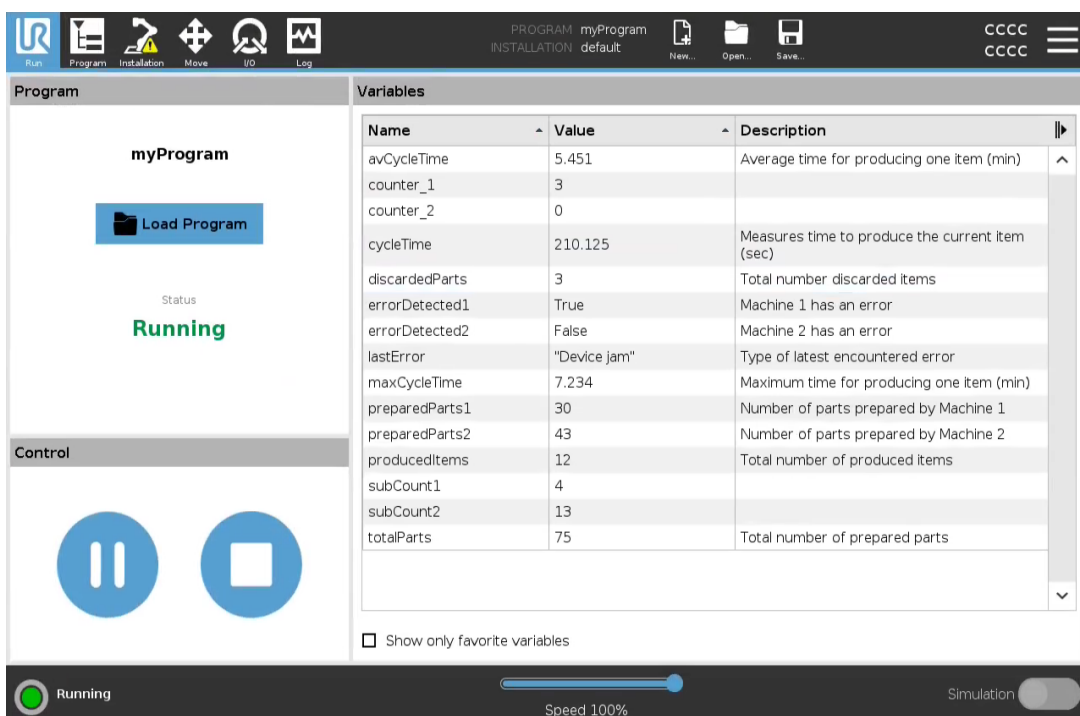 UR
Run Program Installation Move I/O Log
PROGRAM myProgram
INSTALLATION default
New... Open... Save...
CCCC
CCCC
Program
myProgram
Load Program
Status
Running
Control
Variables
Name Value Description
avCycleTime 5.451 Average time for producing one item (min)
counter_1 3
counter_2 0
cycleTime 210.125 Measures time to produce the current item
(sec)
discardedParts 3 Total number discarded items
errorDetected1 True Machine 1 has an error
errorDetected2 False Machine 2 has an error
lastError "Device jam" Type of latest encountered error
maxCycleTime 7.234 Maximum time for producing one item (min)
preparedParts1 30 Number of parts prepared by Machine 1
preparedParts2 43 Number of parts prepared by Machine 2
producedItems 12 Total number of produced items
subCount1 4
subCount2 13
totalParts 75 Total number of prepared parts
Show only favorite variables
Running
Speed 100%
Simulation